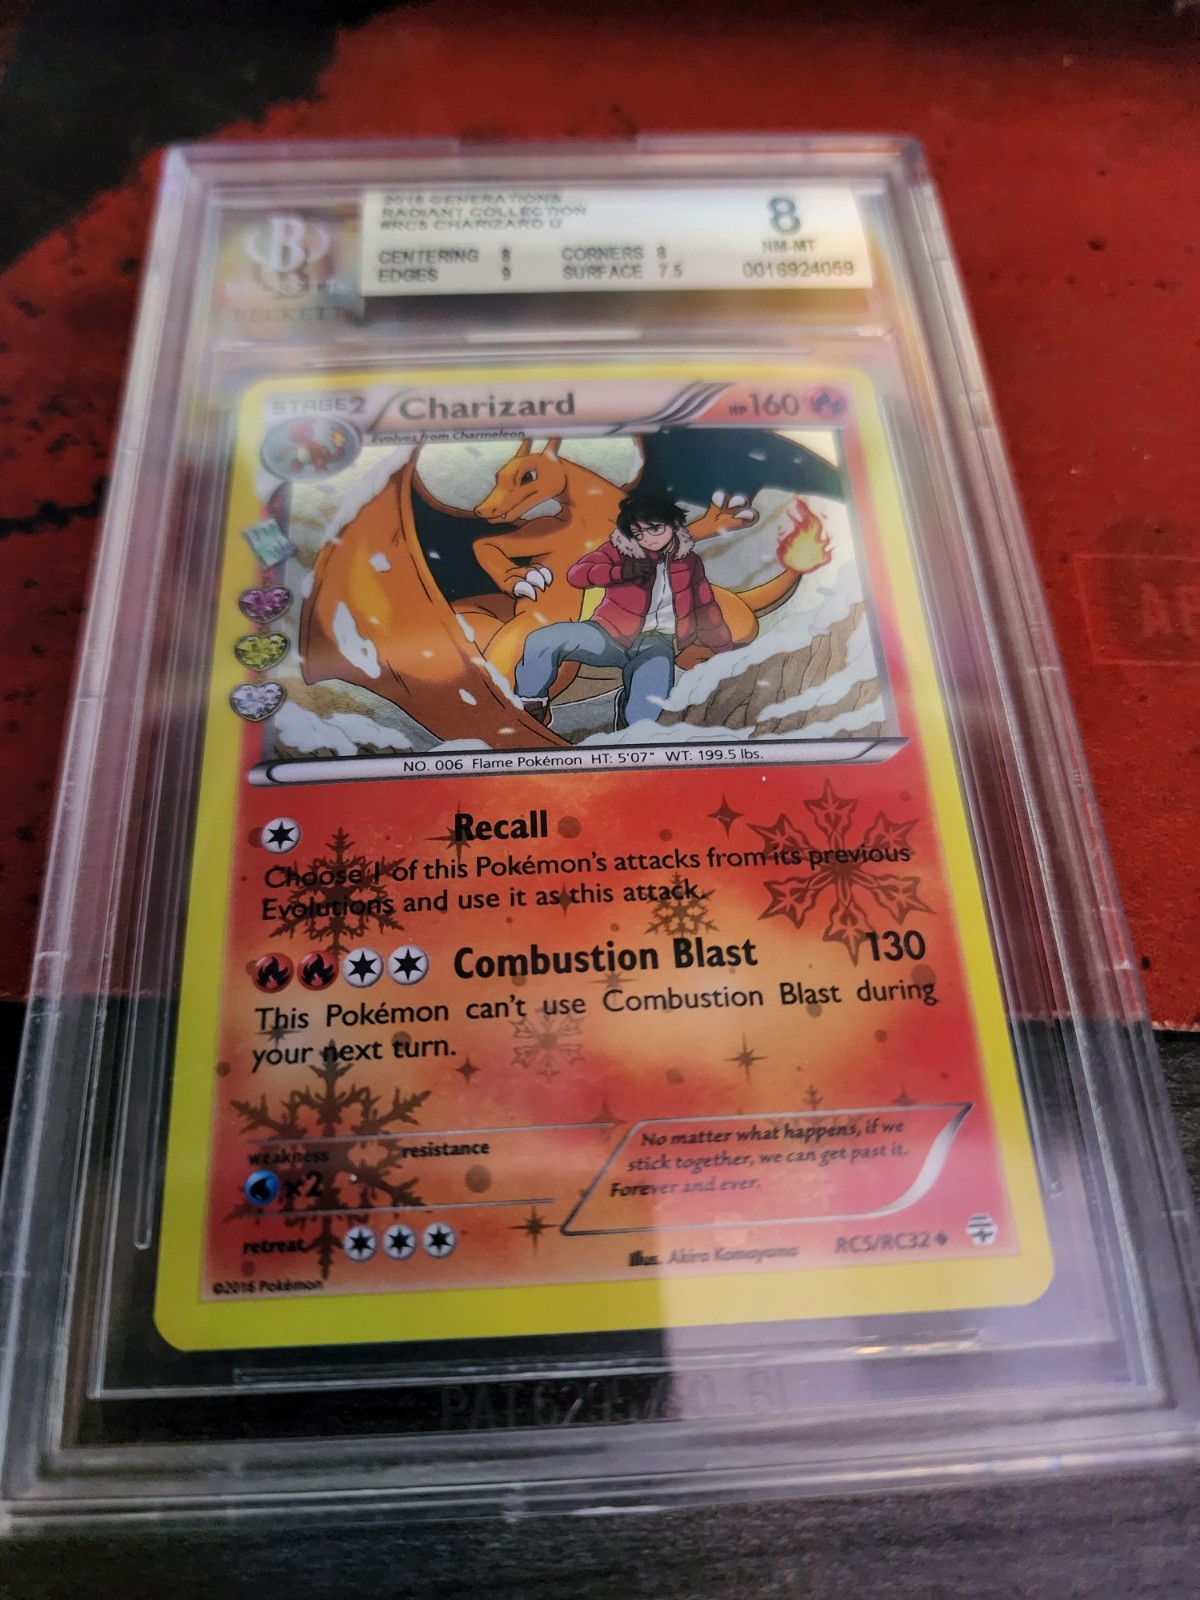 2016 GENERATIONS
RADIANT COLLECTION
#RC5 CHARIZARD U
CENTERING 8 CORNERS 8
EDGES 9 SURFACE 7.5
8
NM-MT
0016924059
B
BECKETT
STAGE2 Charizard HP160
Evolves from Charmeleon
NO. 006 Flame Pokémon HT: 5'07" WT: 199.5 lbs.
Recall
Choose 1 of this Pokémon's attacks from its previous
Evolutions and use it as this attack.
Combustion Blast 130
This Pokémon can't use Combustion Blast during
your next turn.
weakness resistance
×2
retreat
No matter what happens, if we
stick together, we can get past it.
Forever and ever.
Illus. Akira Komayama RC5/RC32
©2016 Pokémon